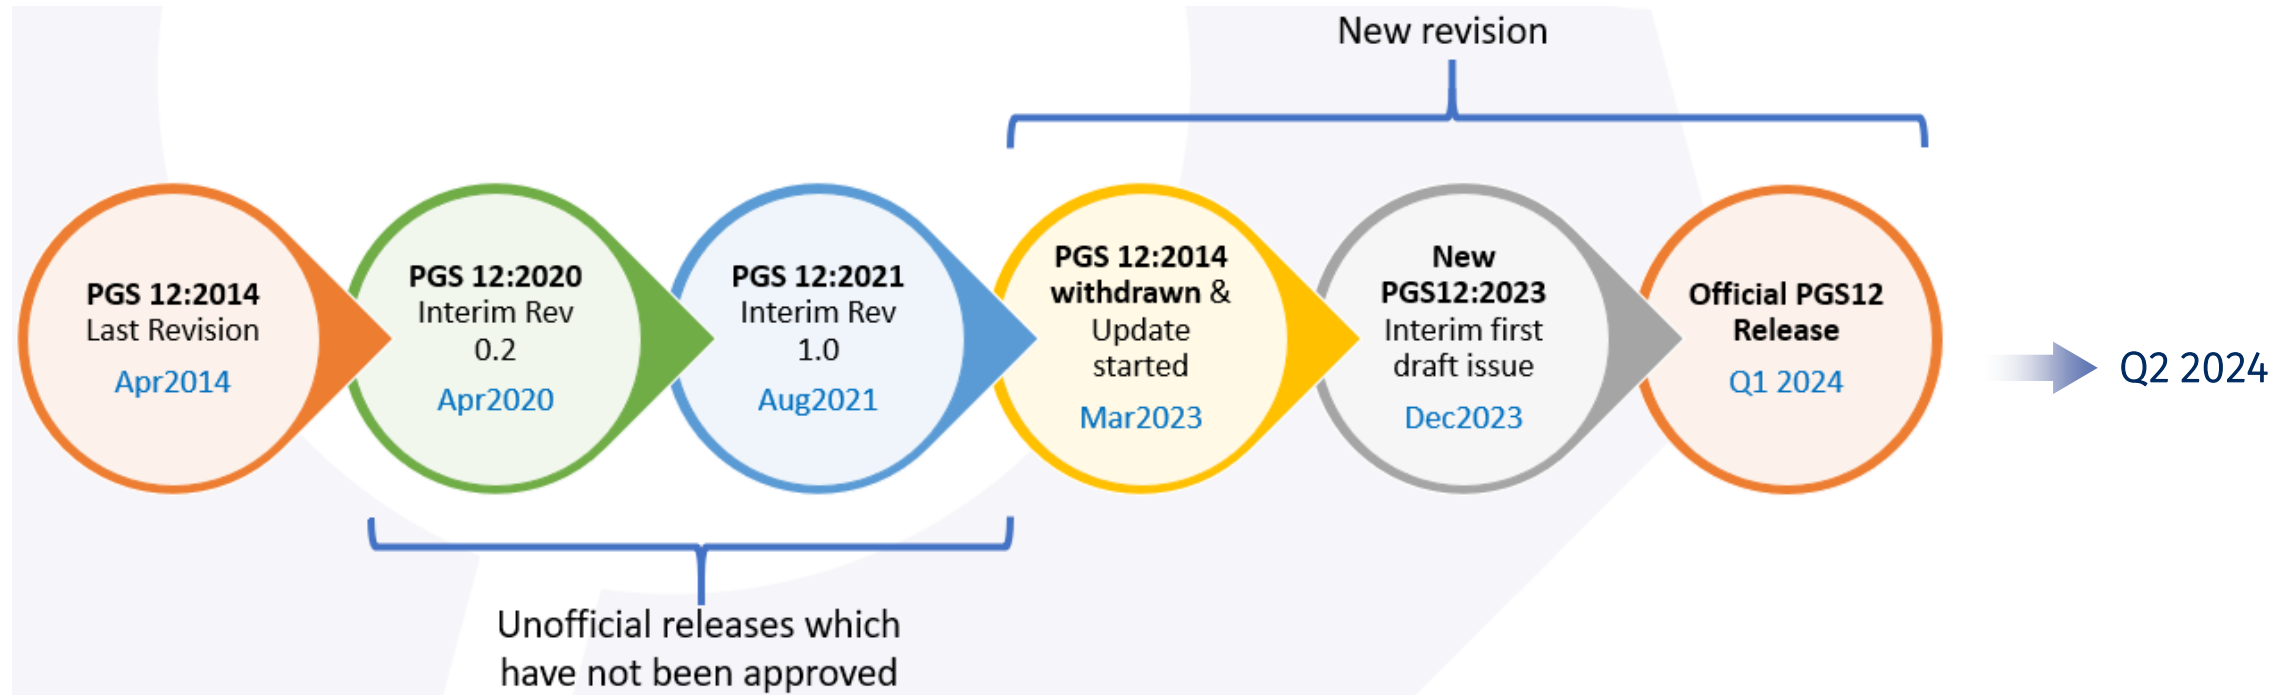 New revision
PGS 12:2014
Last Revision
Apr2014
PGS 12:2020
Interim Rev
0.2
Apr2020
PGS 12:2021
Interim Rev
1.0
Aug2021
PGS 12:2014
withdrawn &
Update
started
Mar2023
New
PGS12:2023
Interim first
draft issue
Dec2023
Official PGS12
Release
Q1 2024
Q2 2024
Unofficial releases which
have not been approved